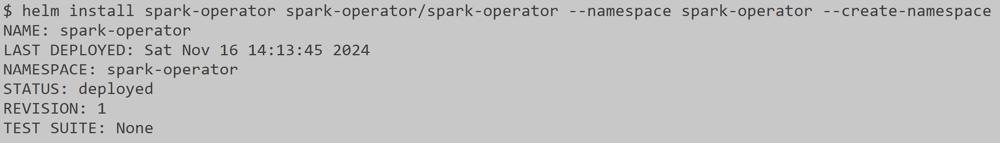 $ helm install spark-operator spark-operator/spark-operator --namespace spark-operator --create-namespace
NAME: spark-operator
LAST DEPLOYED: Sat Nov 16 14:13:45 2024
NAMESPACE: spark-operator
STATUS: deployed
REVISION: 1
TEST SUITE: None